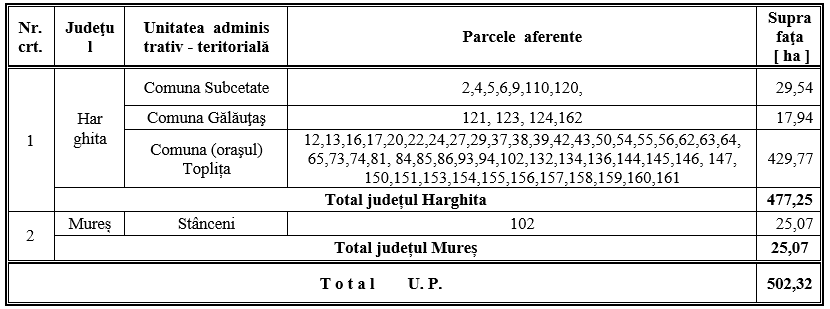 Nr. crt. Judeţu l Unitatea adminis trativ - teritorială Parcele aferente Supra faţa [ ha ]
1 Har ghita Comuna Subcetate 2,4,5,6,9,110,120, 29,54
Comuna Gălăuţaş 121, 123, 124,162 17,94
Comuna (orașul) Toplița 12,13,16,17,20,22,24,27,29,37,38,39,42,43,50,54,55,56,62,63,64,
65,73,74,81, 84,85,86,93,94,102,132,134,136,144,145,146, 147,
150,151,153,154,155,156,157,158,159,160,161 429,77
Total județul Harghita 477,25
2 Mureş Stânceni 102 25,07
Total județul Mureș 25,07
T o t a l U. P. 502,32